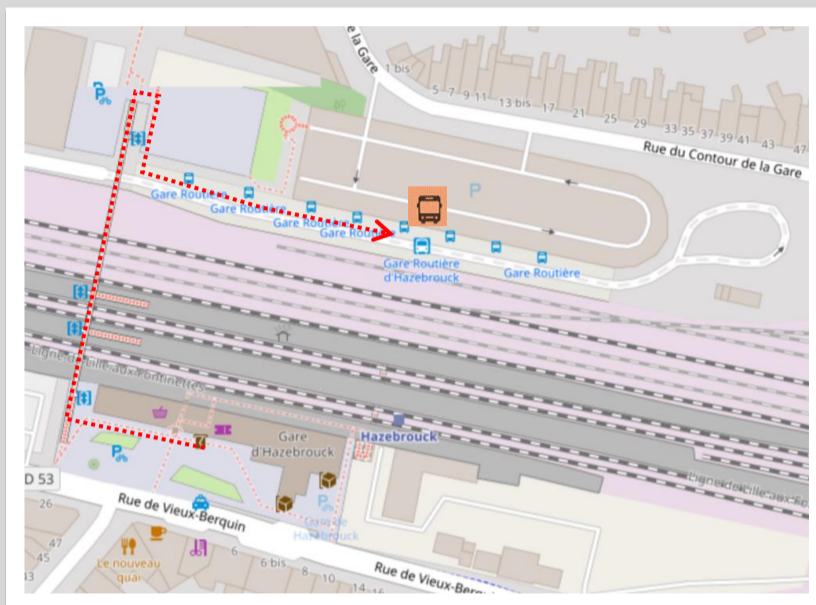 de la Gare
1 bis
5 7 9 11 13 bis 17 21 25 29 33 35 37 39 41 43 47
Rue du Contour de la Gare
P
P
Gare Routière
Gare Routière
Gare Routière
Gare
Gare Routière
d'Hazebrouck
Gare Routière
Ligne de Lille aux Fontinettes
Gare
d'Hazebrouck
Hazebrouck
P
D 53
Ligne de Lille aux Fo
26
Rue de Vieux-Berquin
P
Gare de
Hazebrouck
47
45
43
Le nouveau
quai
6
6 bis
8
10
14
Rue de Vieux-Berqu